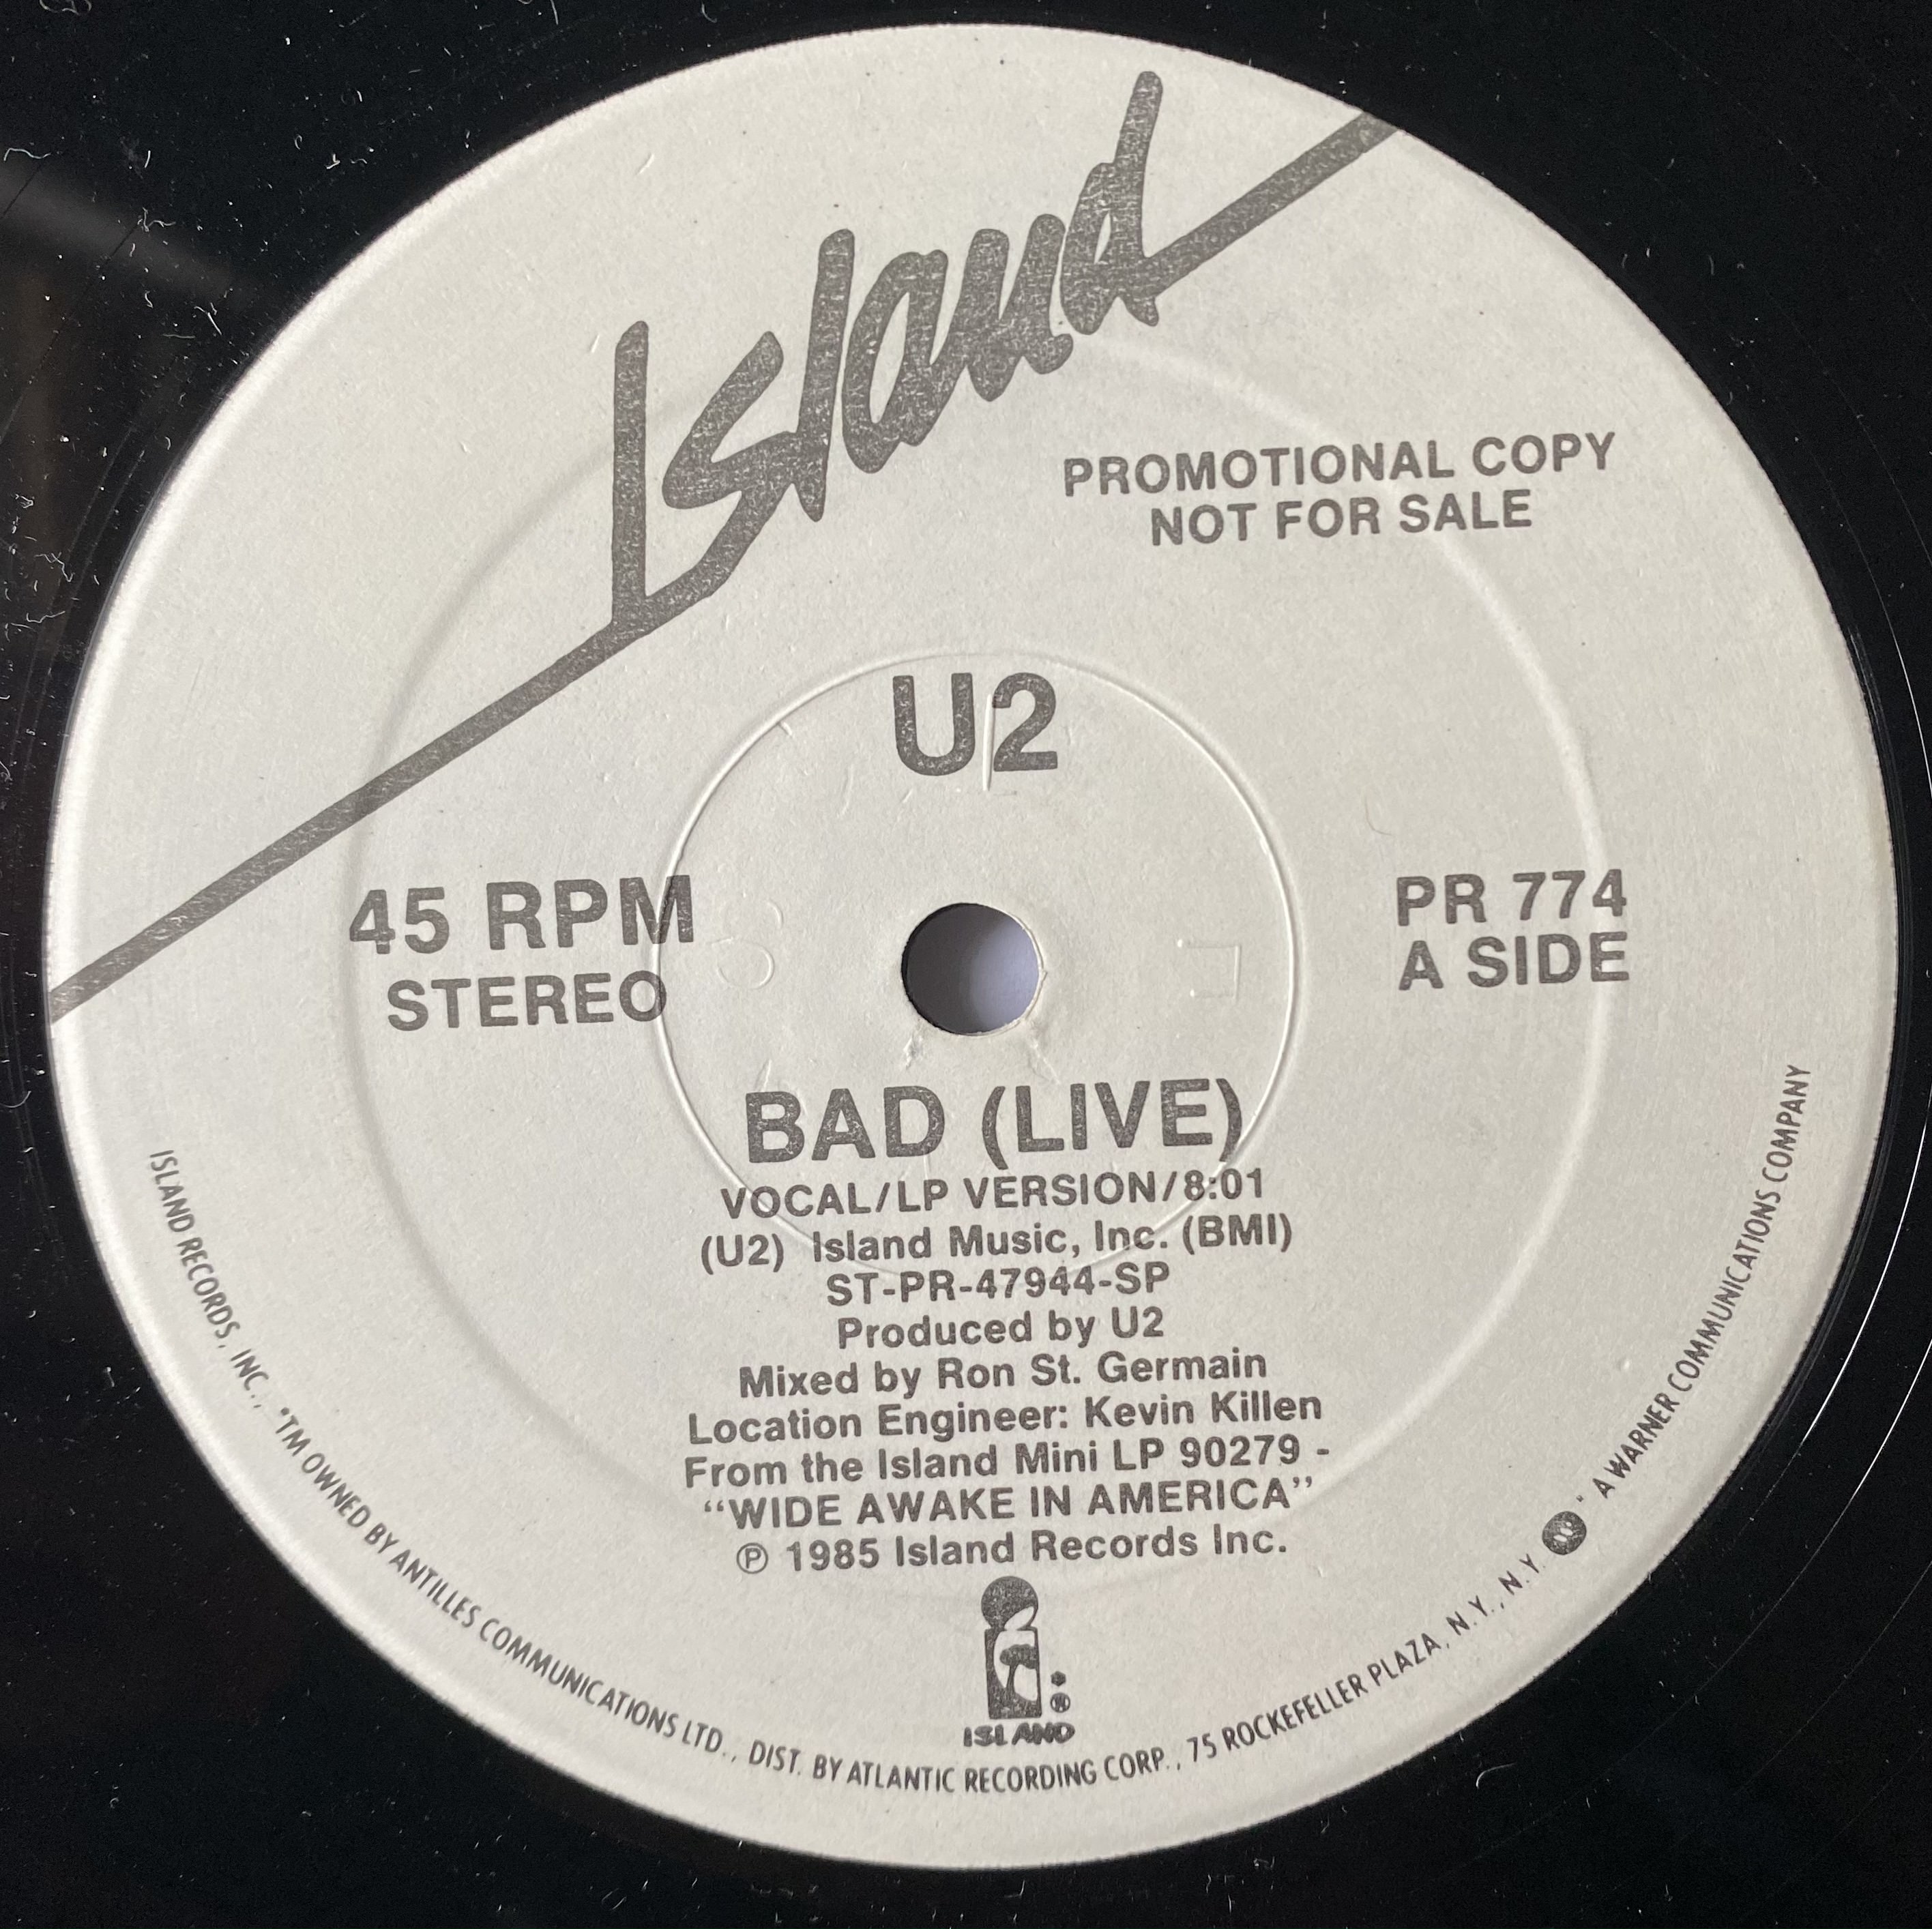 Island
PROMOTIONAL COPY
NOT FOR SALE
U2
45 RPM
STEREO
PR 774
A SIDE
BAD (LIVE)
VOCAL/LP VERSION/8:01
(U2) Island Music, Inc. (BMI)
ST-PR-47944-SP
Produced by U2
Mixed by Ron St. Germain
Location Engineer: Kevin Killen
From the Island Mini LP 90279 -
“WIDE AWAKE IN AMERICA”
℗ 1985 Island Records Inc.
ISLAND
ISLAND RECORDS, INC., *TM OWNED BY ANTILLES COMMUNICATIONS LTD., DIST. BY ATLANTIC RECORDING CORP., 75 ROCKEFELLER PLAZA, N.Y., N.Y. * A WARNER COMMUNICATIONS COMPANY